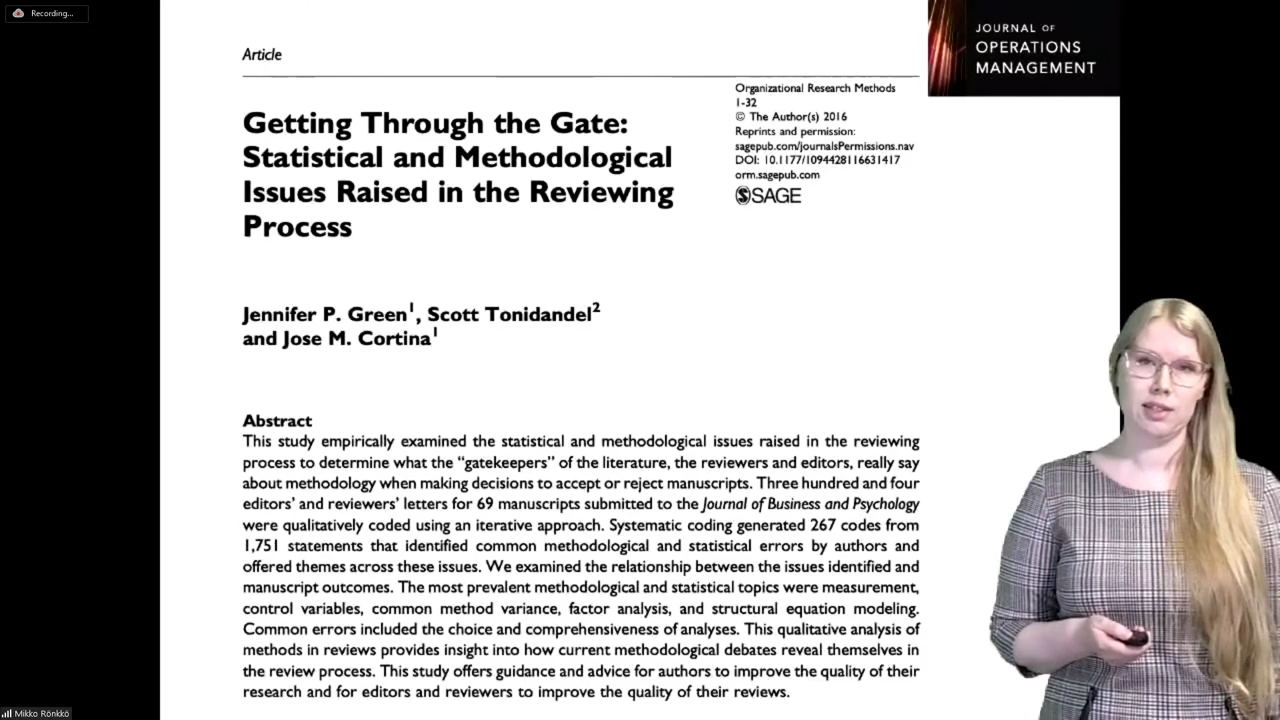 Recording...
JOURNAL OF
OPERATIONS
MANAGEMENT
Article
Organizational Research Methods
1-32
© The Author(s) 2016
Reprints and permission:
sagepub.com/journalsPermissions.nav
DOI: 10.1177/1094428116631417
orm.sagepub.com
SAGE
Getting Through the Gate:
Statistical and Methodological
Issues Raised in the Reviewing
Process
Jennifer P. Green1, Scott Tonidandel2
and Jose M. Cortina1
Abstract
This study empirically examined the statistical and methodological issues raised in the reviewing
process to determine what the “gatekeepers” of the literature, the reviewers and editors, really say
about methodology when making decisions to accept or reject manuscripts. Three hundred and four
editors’ and reviewers’ letters for 69 manuscripts submitted to the Journal of Business and Psychology
were qualitatively coded using an iterative approach. Systematic coding generated 267 codes from
1,751 statements that identified common methodological and statistical errors by authors and
offered themes across these issues. We examined the relationship between the issues identified and
manuscript outcomes. The most prevalent methodological and statistical topics were measurement,
control variables, common method variance, factor analysis, and structural equation modeling.
Common errors included the choice and comprehensiveness of analyses. This qualitative analysis of
methods in reviews provides insight into how current methodological debates reveal themselves in
the review process. This study offers guidance and advice for authors to improve the quality of their
research and for editors and reviewers to improve the quality of their reviews.
Mikko Rönkkö